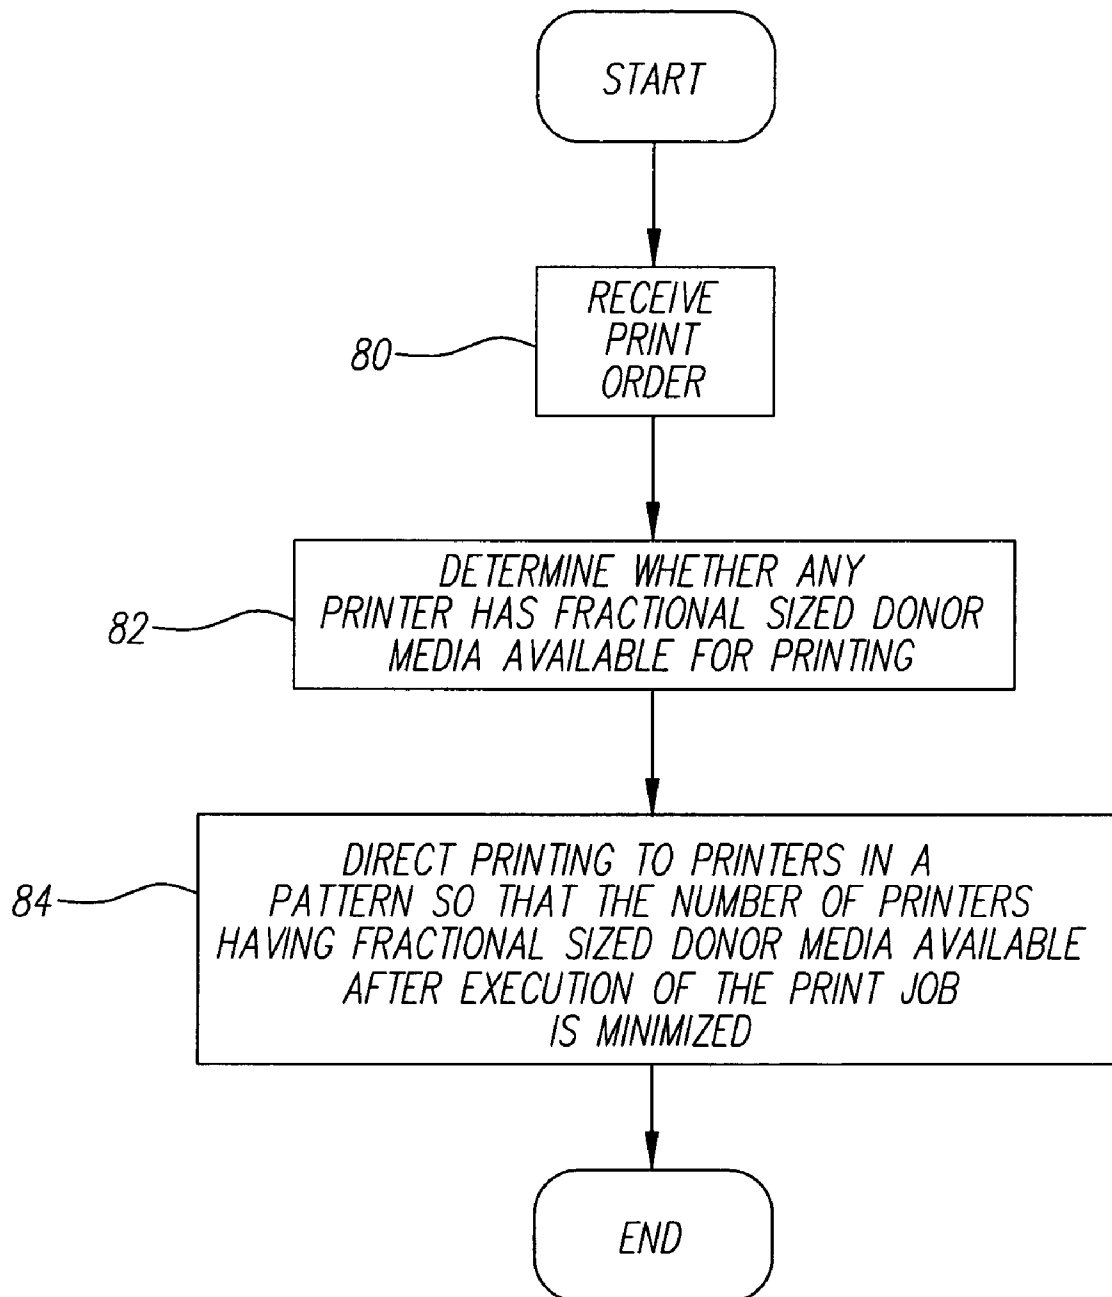 START
RECEIVE
PRINT
ORDER
80
DETERMINE WHETHER ANY
PRINTER HAS FRACTIONAL SIZED DONOR
MEDIA AVAILABLE FOR PRINTING
82
DIRECT PRINTING TO PRINTERS IN A
PATTERN SO THAT THE NUMBER OF PRINTERS
HAVING FRACTIONAL SIZED DONOR MEDIA AVAILABLE
AFTER EXECUTION OF THE PRINT JOB
IS MINIMIZED
84
END